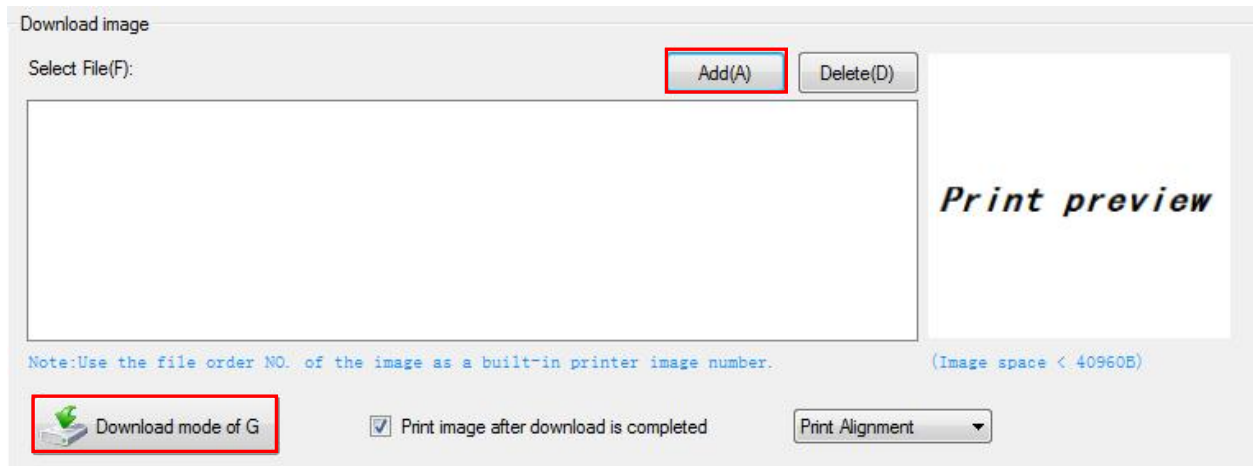 Download image
Select File(F):
Add(A)
Delete(D)
Print preview
Note:Use the file order NO. of the image as a built-in printer image number.
(Image space < 40960B)
Download mode of G
Print image after download is completed
Print Alignment